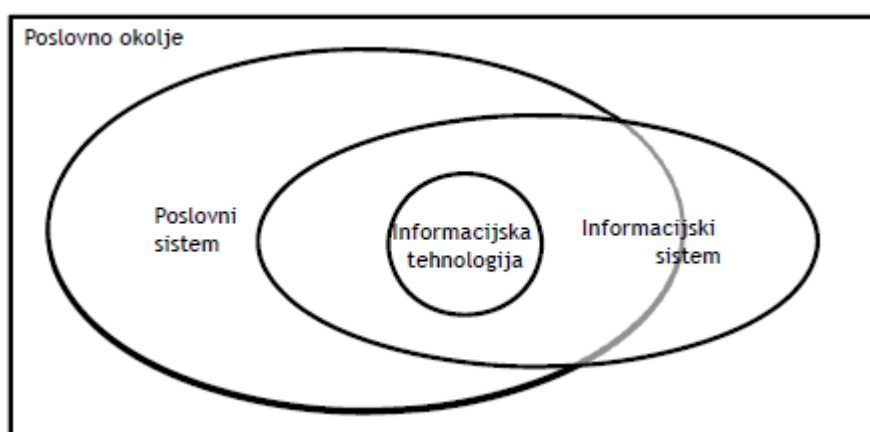 Poslovno okolje
Poslovni
sistem
Informacijska
tehnologija
Informacijski
sistem